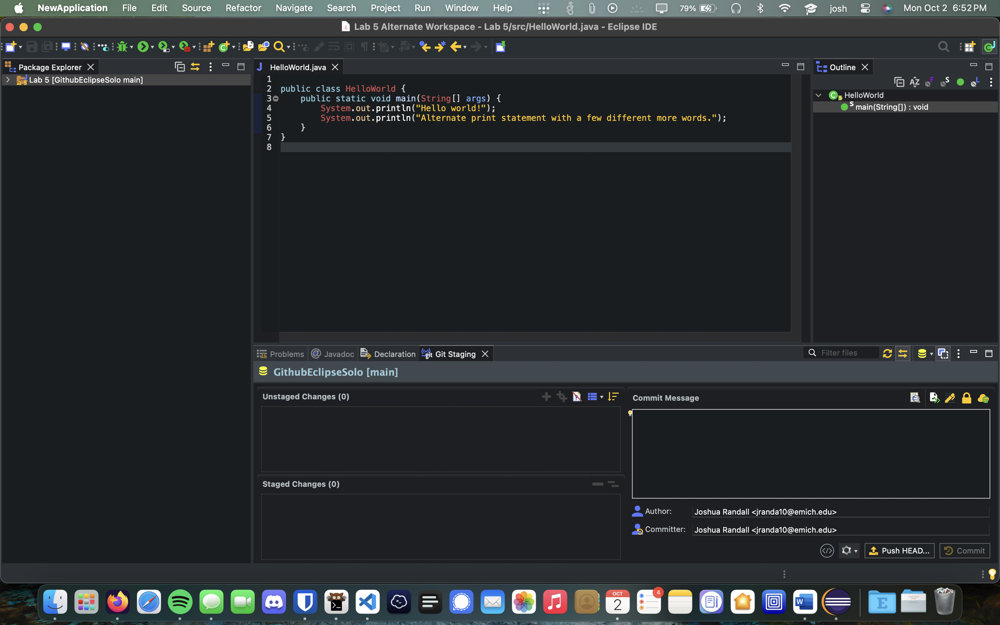 NewApplication File Edit Source Refactor Navigate Search Project Run Window Help 79% josh Mon Oct 2 6:52 PM
Lab 5 Alternate Workspace - Lab 5/src/HelloWorld.java - Eclipse IDE
Package Explorer
Lab 5 [GithubEclipseSolo main]
HelloWorld.java
1
2 public class HelloWorld {
3 public static void main(String[] args) {
4 System.out.println("Hello world!");
5 System.out.println("Alternate print statement with a few different more words.");
6 }
7 }
8
Outline
HelloWorld
main(String[]) : void
Problems Javadoc Declaration Git Staging
Filter files
GithubEclipseSolo [main]
Unstaged Changes (0)
Staged Changes (0)
Commit Message
Author: Joshua Randall <jranda10@emich.edu>
Committer: Joshua Randall <jranda10@emich.edu>
Push HEAD... Commit
OCT
2
4
W
E